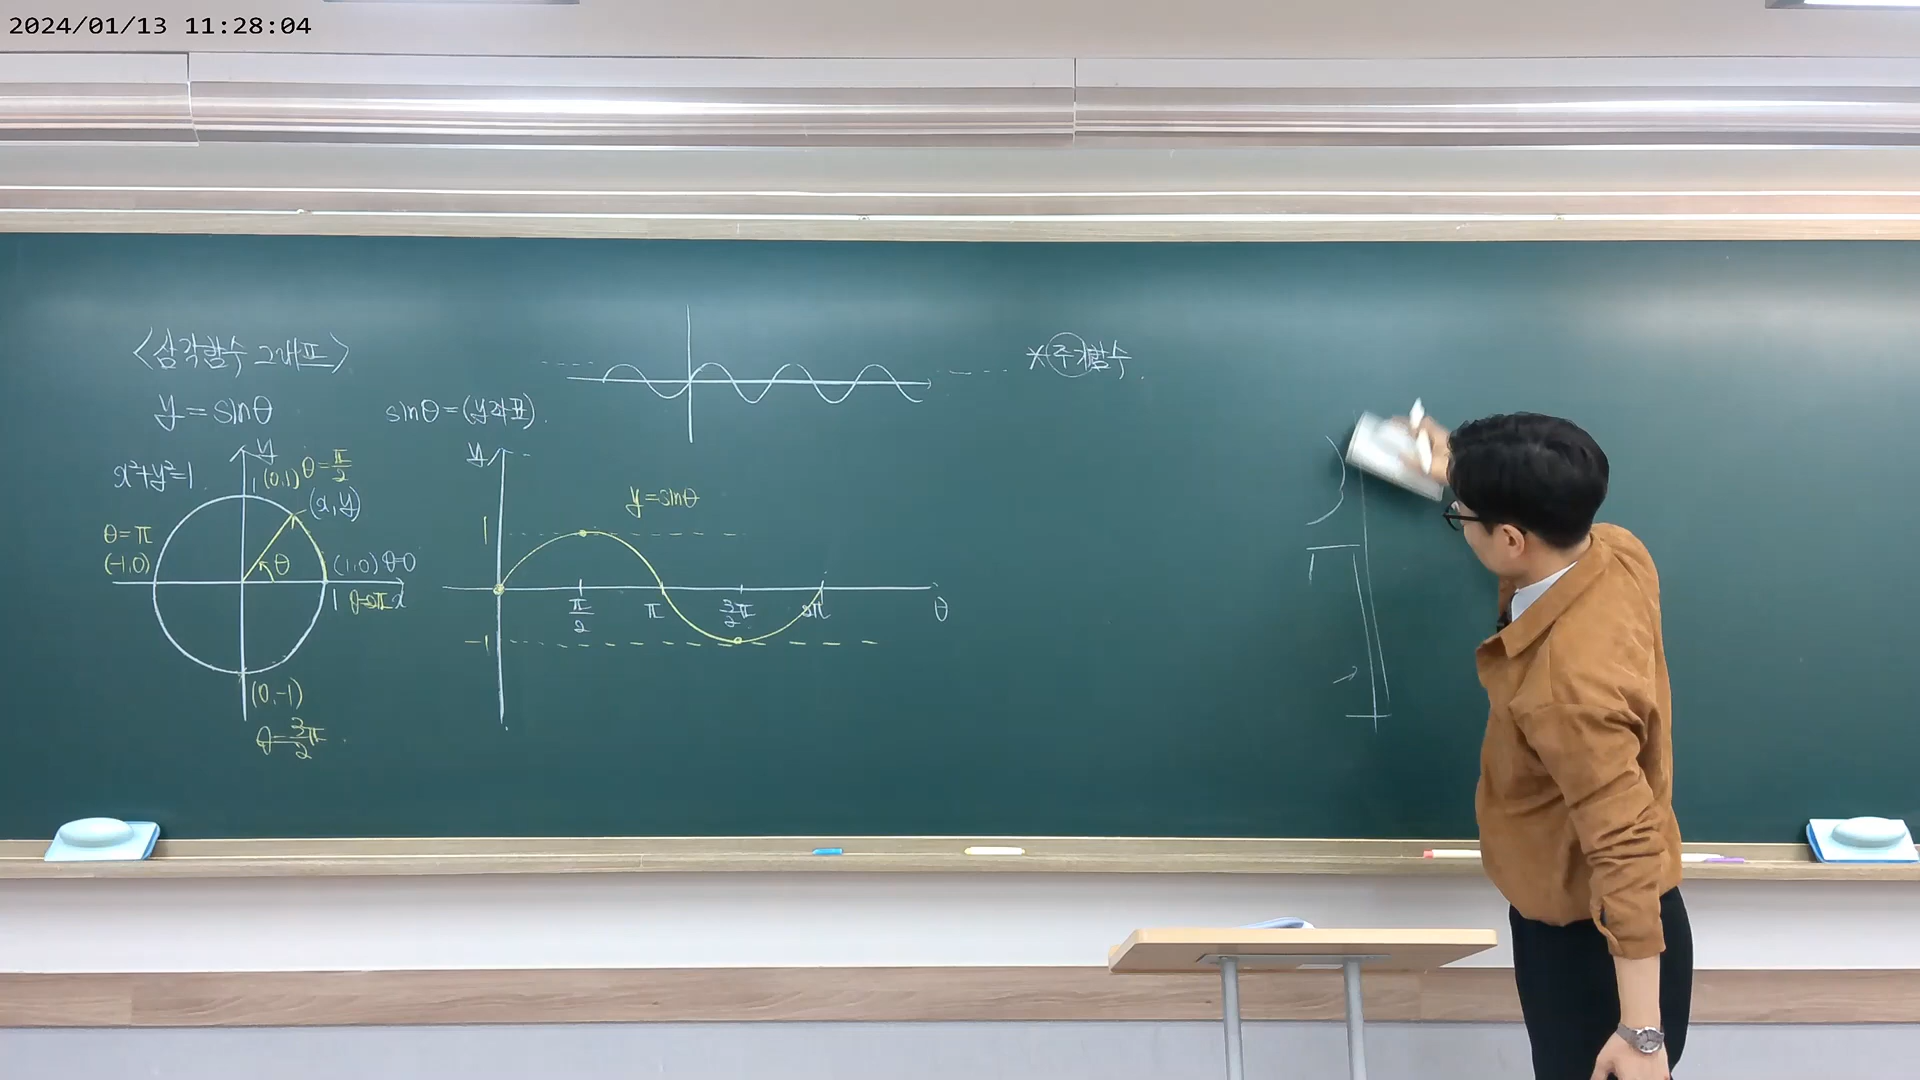 2024/01/13 11:28:04
<삼각함수 그래프>
y=sinθ
sinθ=(y좌표).
x²+y²=1
y
1
(0,1) θ=π/2
(x,y)
θ=π
(-1,0)
θ
(1,0) θ=0
1 θ=2π x
(0,-1)
θ=3/2π
y
y=sinθ
1
π/2 π 3/2π 2π θ
-1
*주기함수